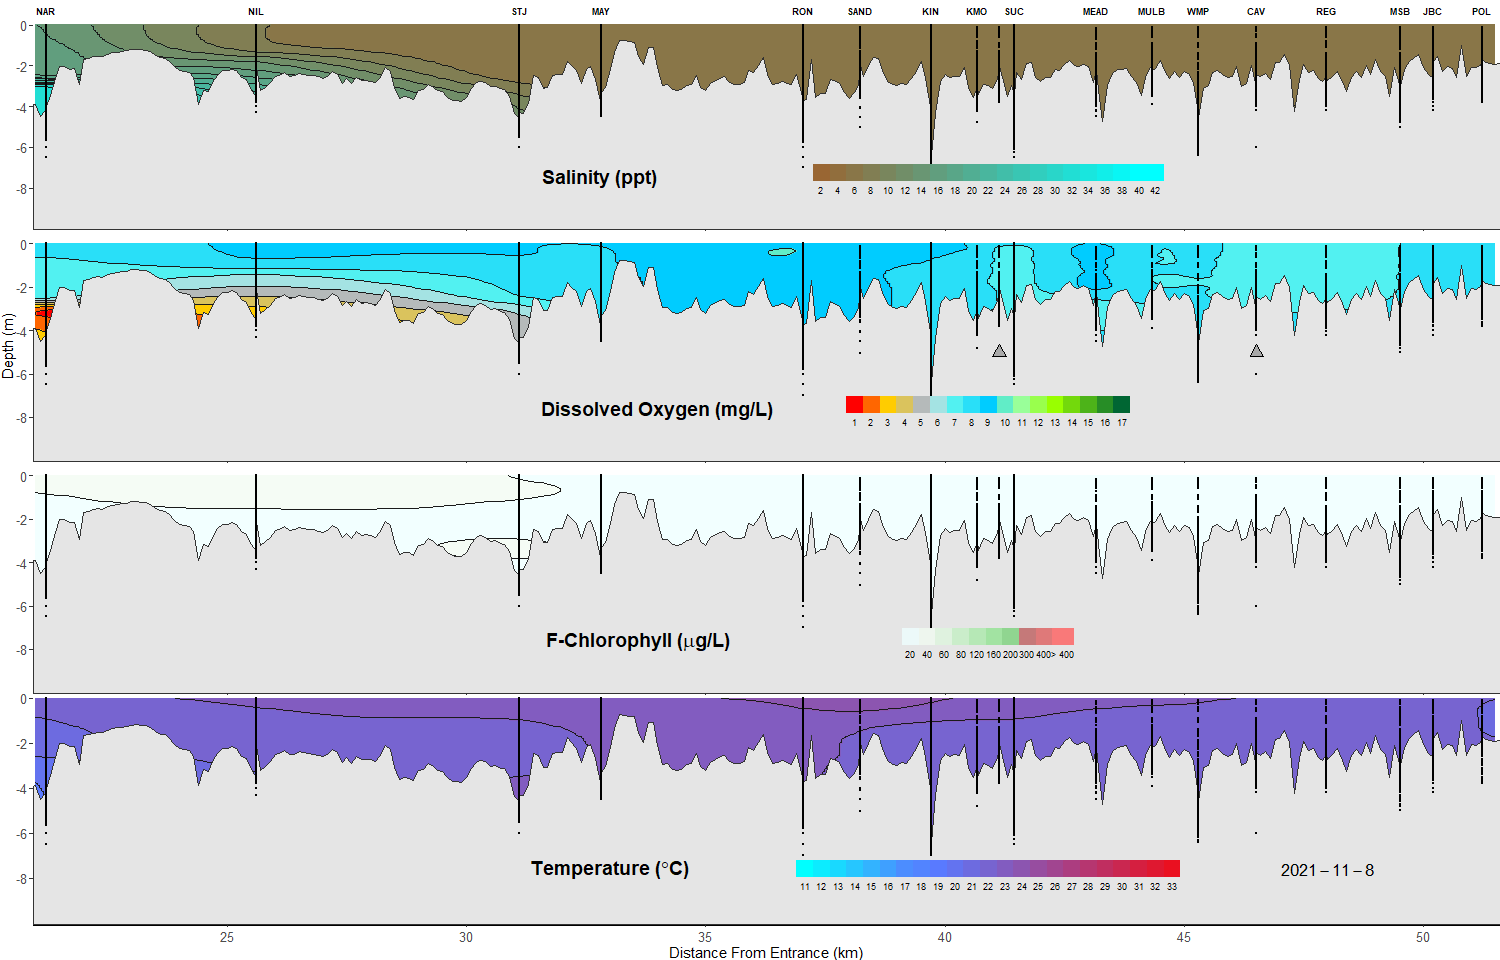 NAR NIL STJ MAY RON SAND KIN KMO SUC MEAD MULB WMP CAV REG MSB JBC POL
0
-2
-4
-6
-8
Salinity (ppt)
2 4 6 8 10 12 14 16 18 20 22 24 26 28 30 32 34 36 38 40 42
0
-2
-4
-6
-8
Depth (m)
Dissolved Oxygen (mg/L)
1 2 3 4 5 6 7 8 9 10 11 12 13 14 15 16 17
0
-2
-4
-6
-8
F-Chlorophyll (μg/L)
20 40 60 80 120 160 200 300 400> 400
0
-2
-4
-6
-8
Temperature (°C)
11 12 13 14 15 16 17 18 19 20 21 22 23 24 25 26 27 28 29 30 31 32 33
2021-11-8
25 30 35 40 45 50
Distance From Entrance (km)